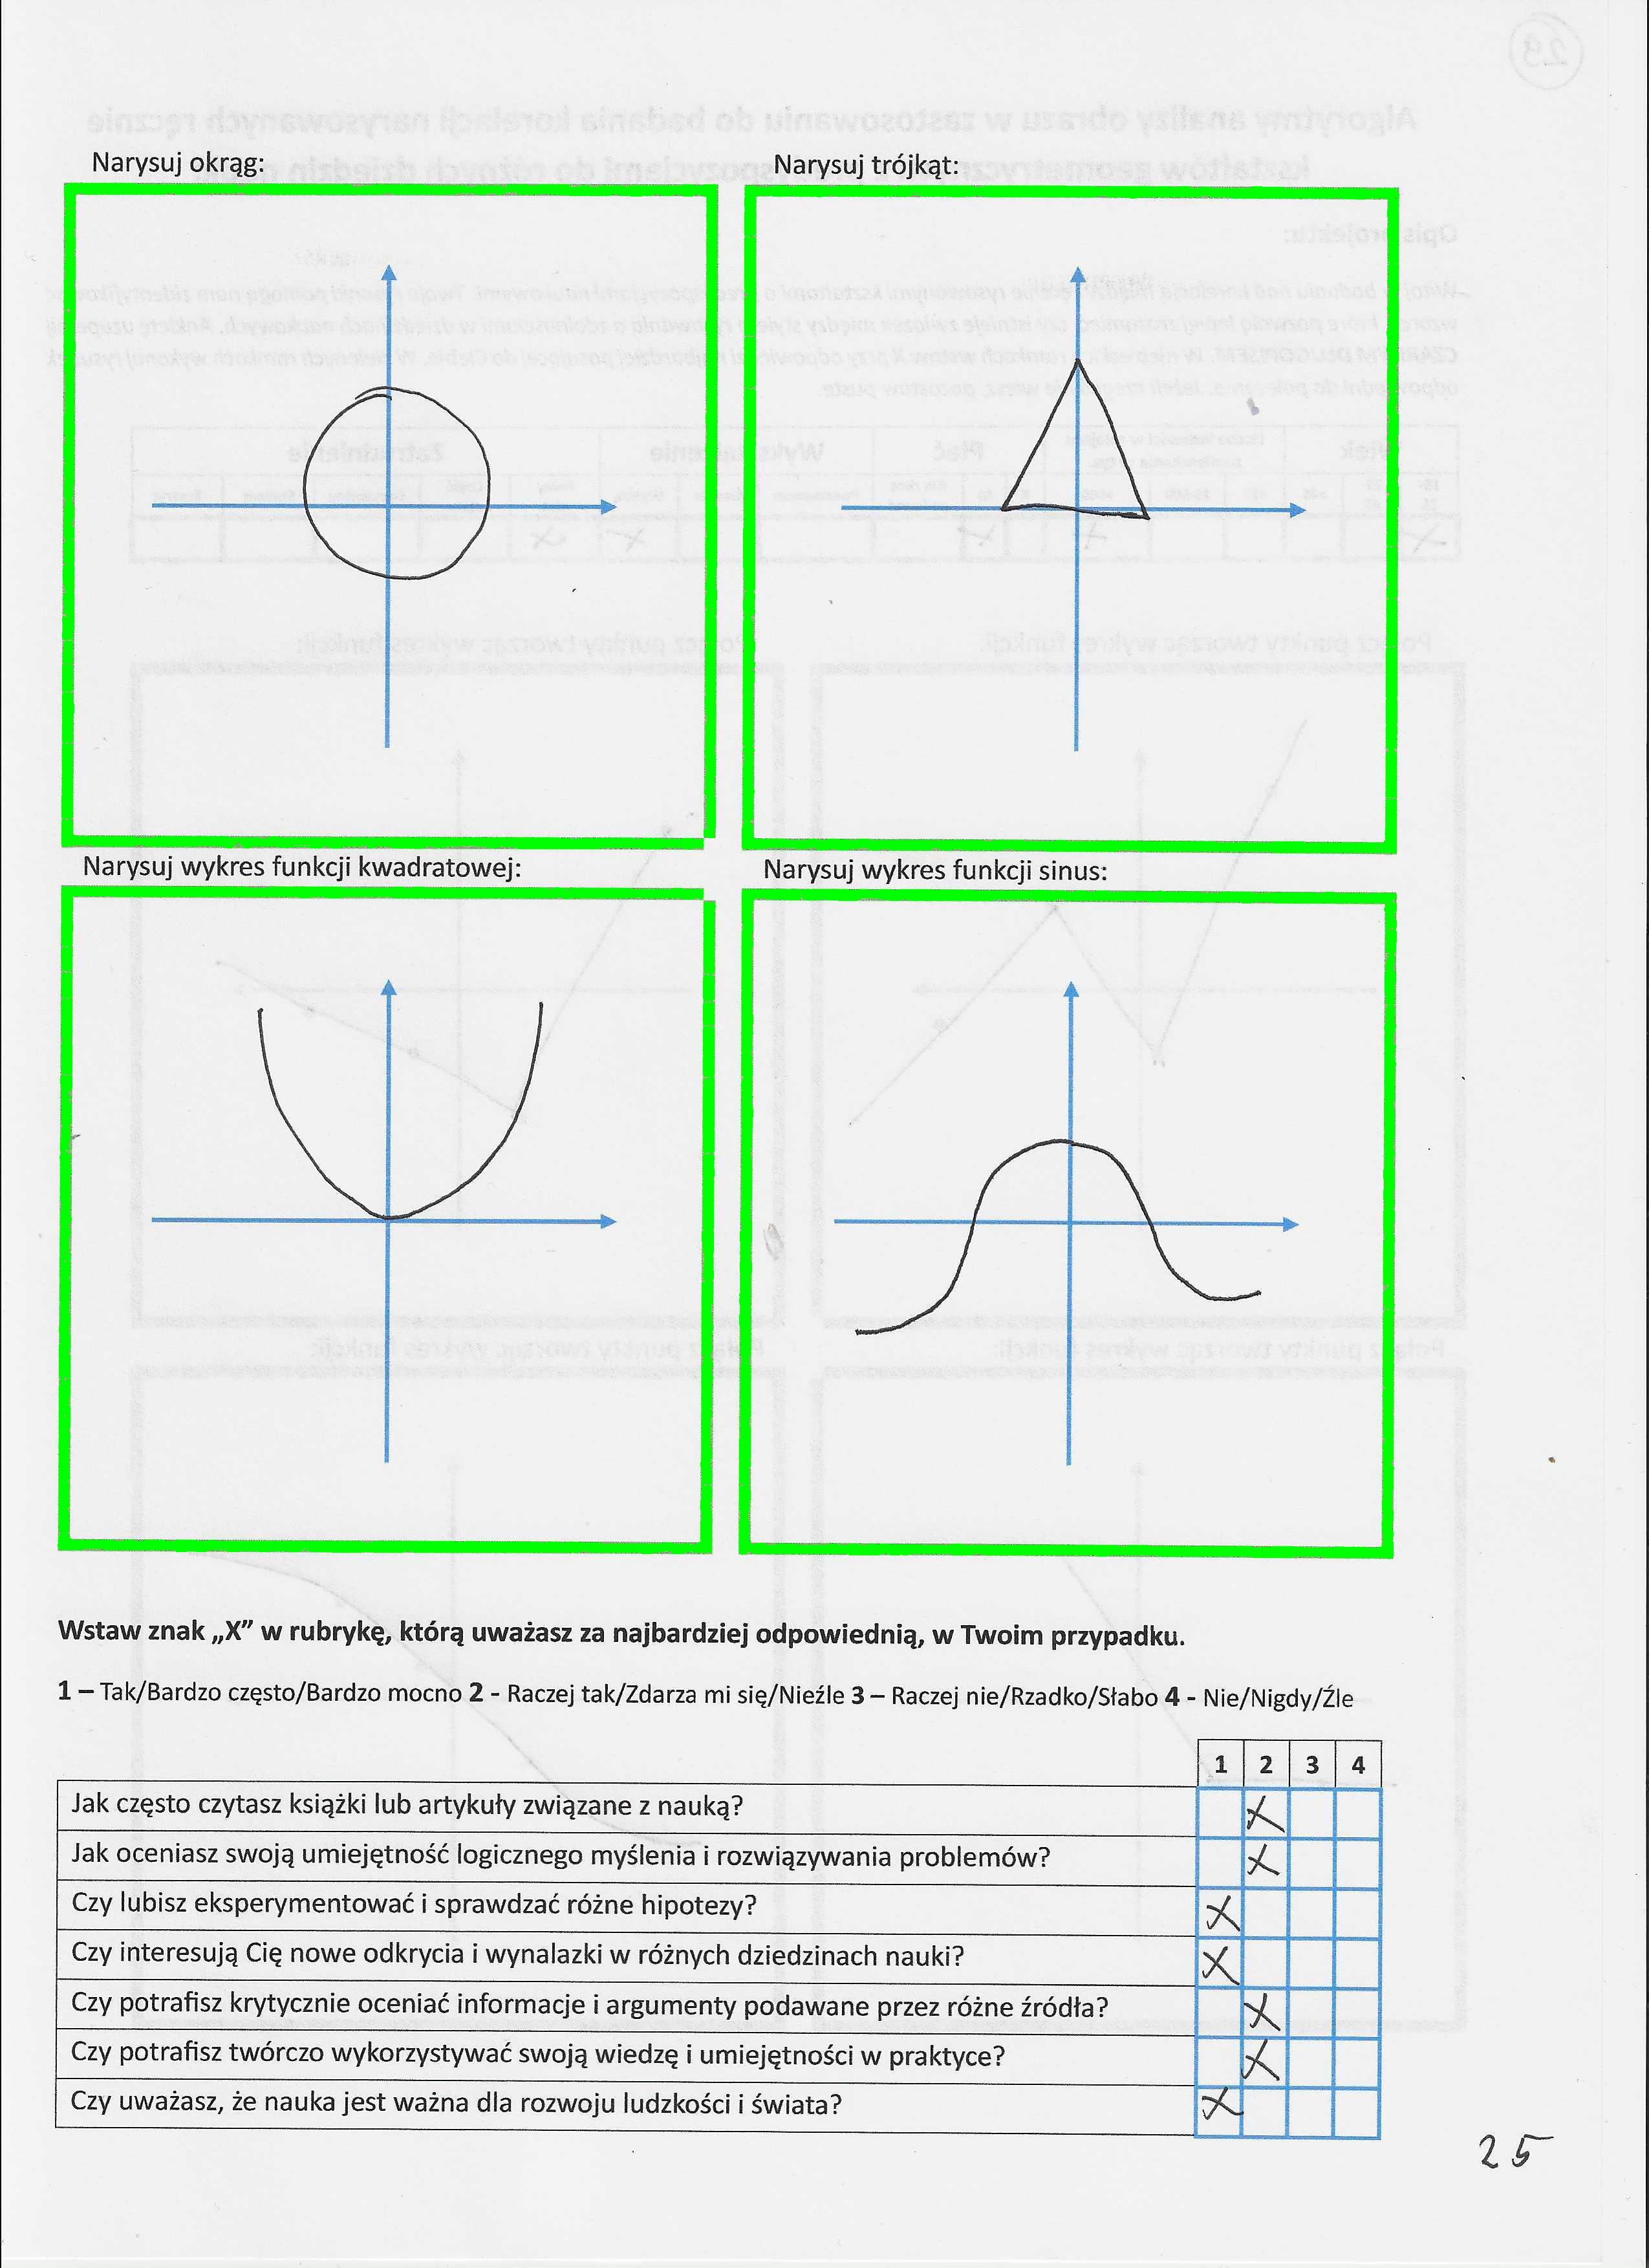 Narysuj okrąg:
Narysuj trójkąt:
Narysuj wykres funkcji kwadratowej:
Narysuj wykres funkcji sinus:
Wstaw znak „X” w rubrykę, którą uważasz za najbardziej odpowiednią, w Twoim przypadku.
1 – Tak/Bardzo często/Bardzo mocno 2 - Raczej tak/Zdarza mi się/Nieźle 3 – Raczej nie/Rzadko/Słabo 4 - Nie/Nigdy/Źle
1 2 3 4
Jak często czytasz książki lub artykuły związane z nauką? X
Jak oceniasz swoją umiejętność logicznego myślenia i rozwiązywania problemów? X
Czy lubisz eksperymentować i sprawdzać różne hipotezy? X
Czy interesują Cię nowe odkrycia i wynalazki w różnych dziedzinach nauki? X
Czy potrafisz krytycznie oceniać informacje i argumenty podawane przez różne źródła? X
Czy potrafisz twórczo wykorzystywać swoją wiedzę i umiejętności w praktyce? X
Czy uważasz, że nauka jest ważna dla rozwoju ludzkości i świata? X
25